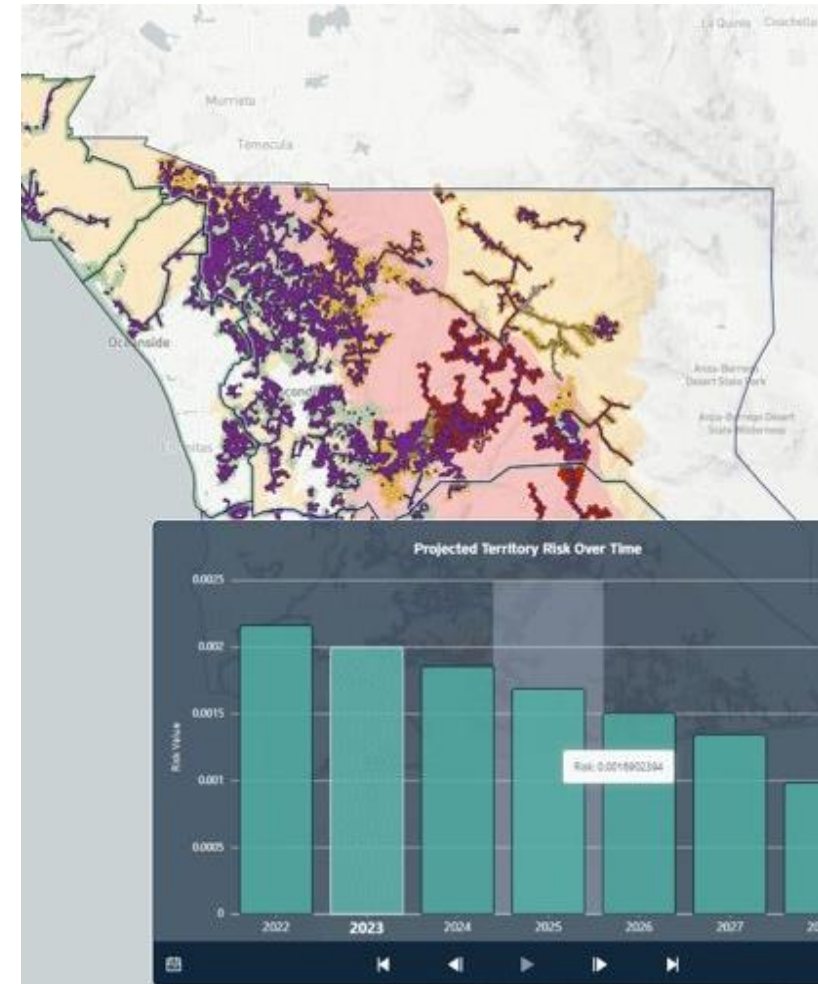 La Quinta Coachella
Murrieta
Temecula
Oceanside
Anza-Borrego
Desert State Park
Anza-Borrego Desert
State Wilderness
Projected Territory Risk Over Time
0.0025
0.002
0.0015
0.001
0.0005
0
Risk Value
Risk: 0.0016902394
2022 2023 2024 2025 2026 2027